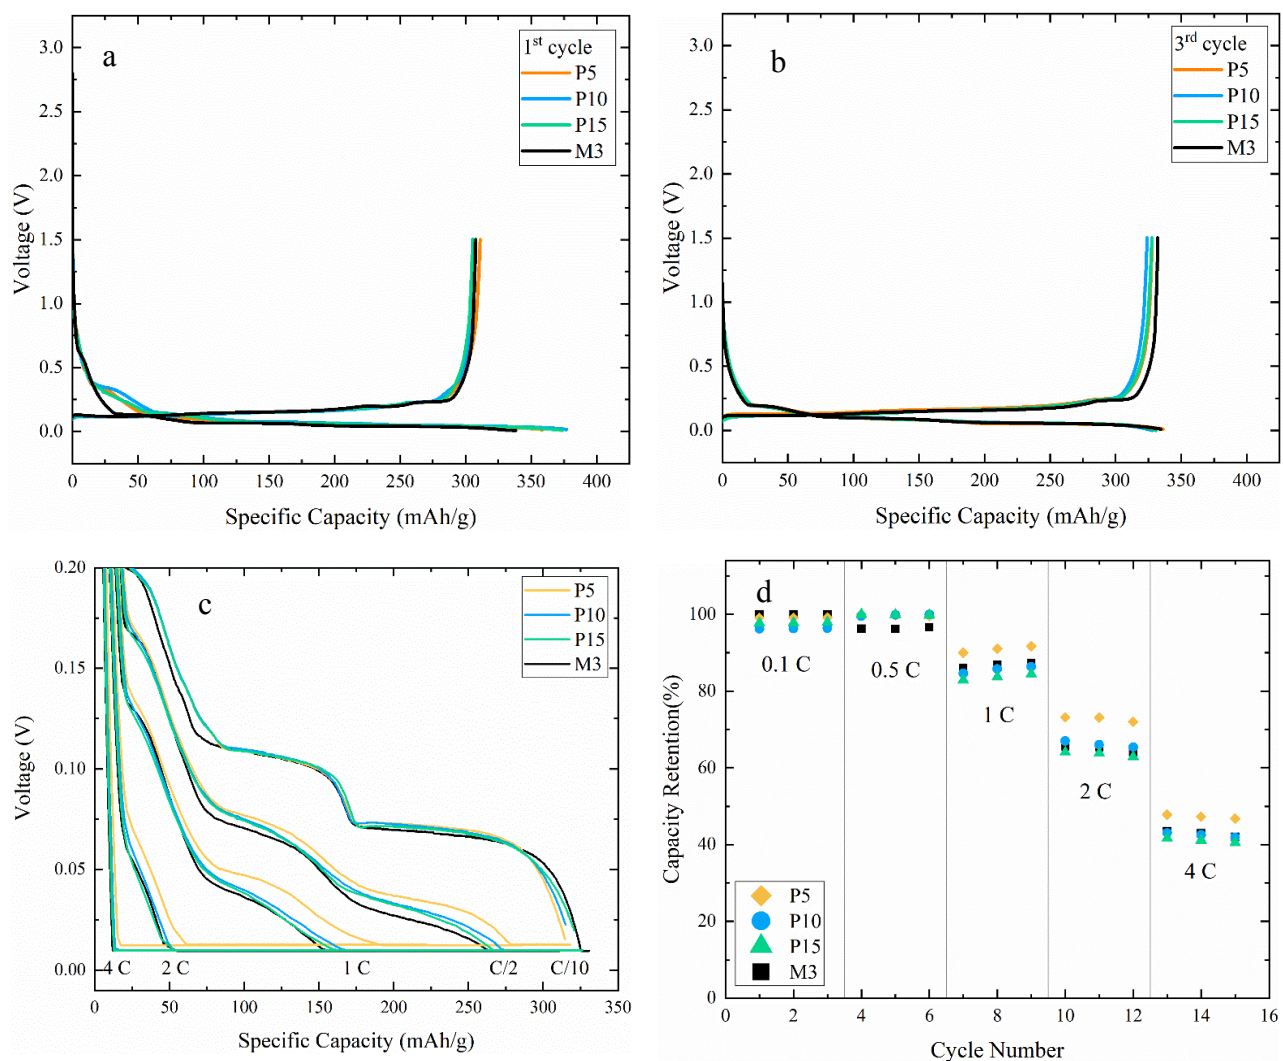 a
1st cycle
P5
P10
P15
M3
3.0
2.5
2.0
1.5
1.0
0.5
0.0
Voltage (V)
0 50 100 150 200 250 300 350 400
Specific Capacity (mAh/g)
b
3rd cycle
P5
P10
P15
M3
3.0
2.5
2.0
1.5
1.0
0.5
0.0
Voltage (V)
0 50 100 150 200 250 300 350 400
Specific Capacity (mAh/g)
c
P5
P10
P15
M3
0.20
0.15
0.10
0.05
0.00
Voltage (V)
4 C 2 C 1 C C/2 C/10
0 50 100 150 200 250 300 350
Specific Capacity (mAh/g)
d
100
80
60
40
20
0
Capacity Retention(%)
0.1 C
0.5 C
1 C
2 C
4 C
P5
P10
P15
M3
0 2 4 6 8 10 12 14 16
Cycle Number